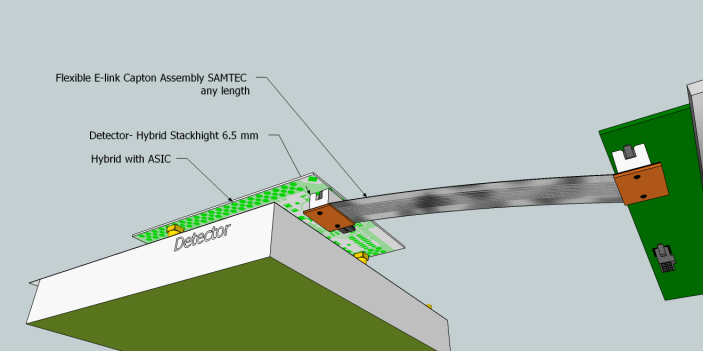 Flexible E-link Capton Assembly SAMTEC
any length
Detector- Hybrid Stackhight 6.5 mm
Hybrid with ASIC
Detector